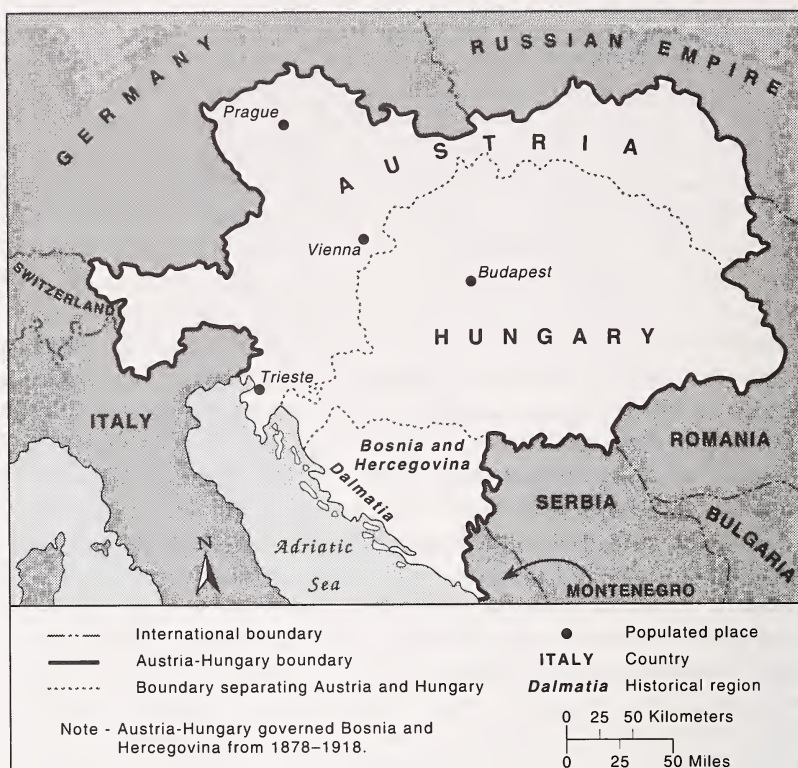 GERMANY
RUSSIAN EMPIRE
Prague
AUSTRIA
Vienna
Budapest
SWITZERLAND
HUNGARY
Trieste
ITALY
Bosnia and
Hercegovina
Dalmatia
ROMANIA
SERBIA
BULGARIA
N
Adriatic
Sea
MONTENEGRO
International boundary
Austria-Hungary boundary
Boundary separating Austria and Hungary
Note - Austria-Hungary governed Bosnia and
Hercegovina from 1878–1918.
Populated place
ITALY Country
Dalmatia Historical region
0 25 50 Kilometers
0 25 50 Miles